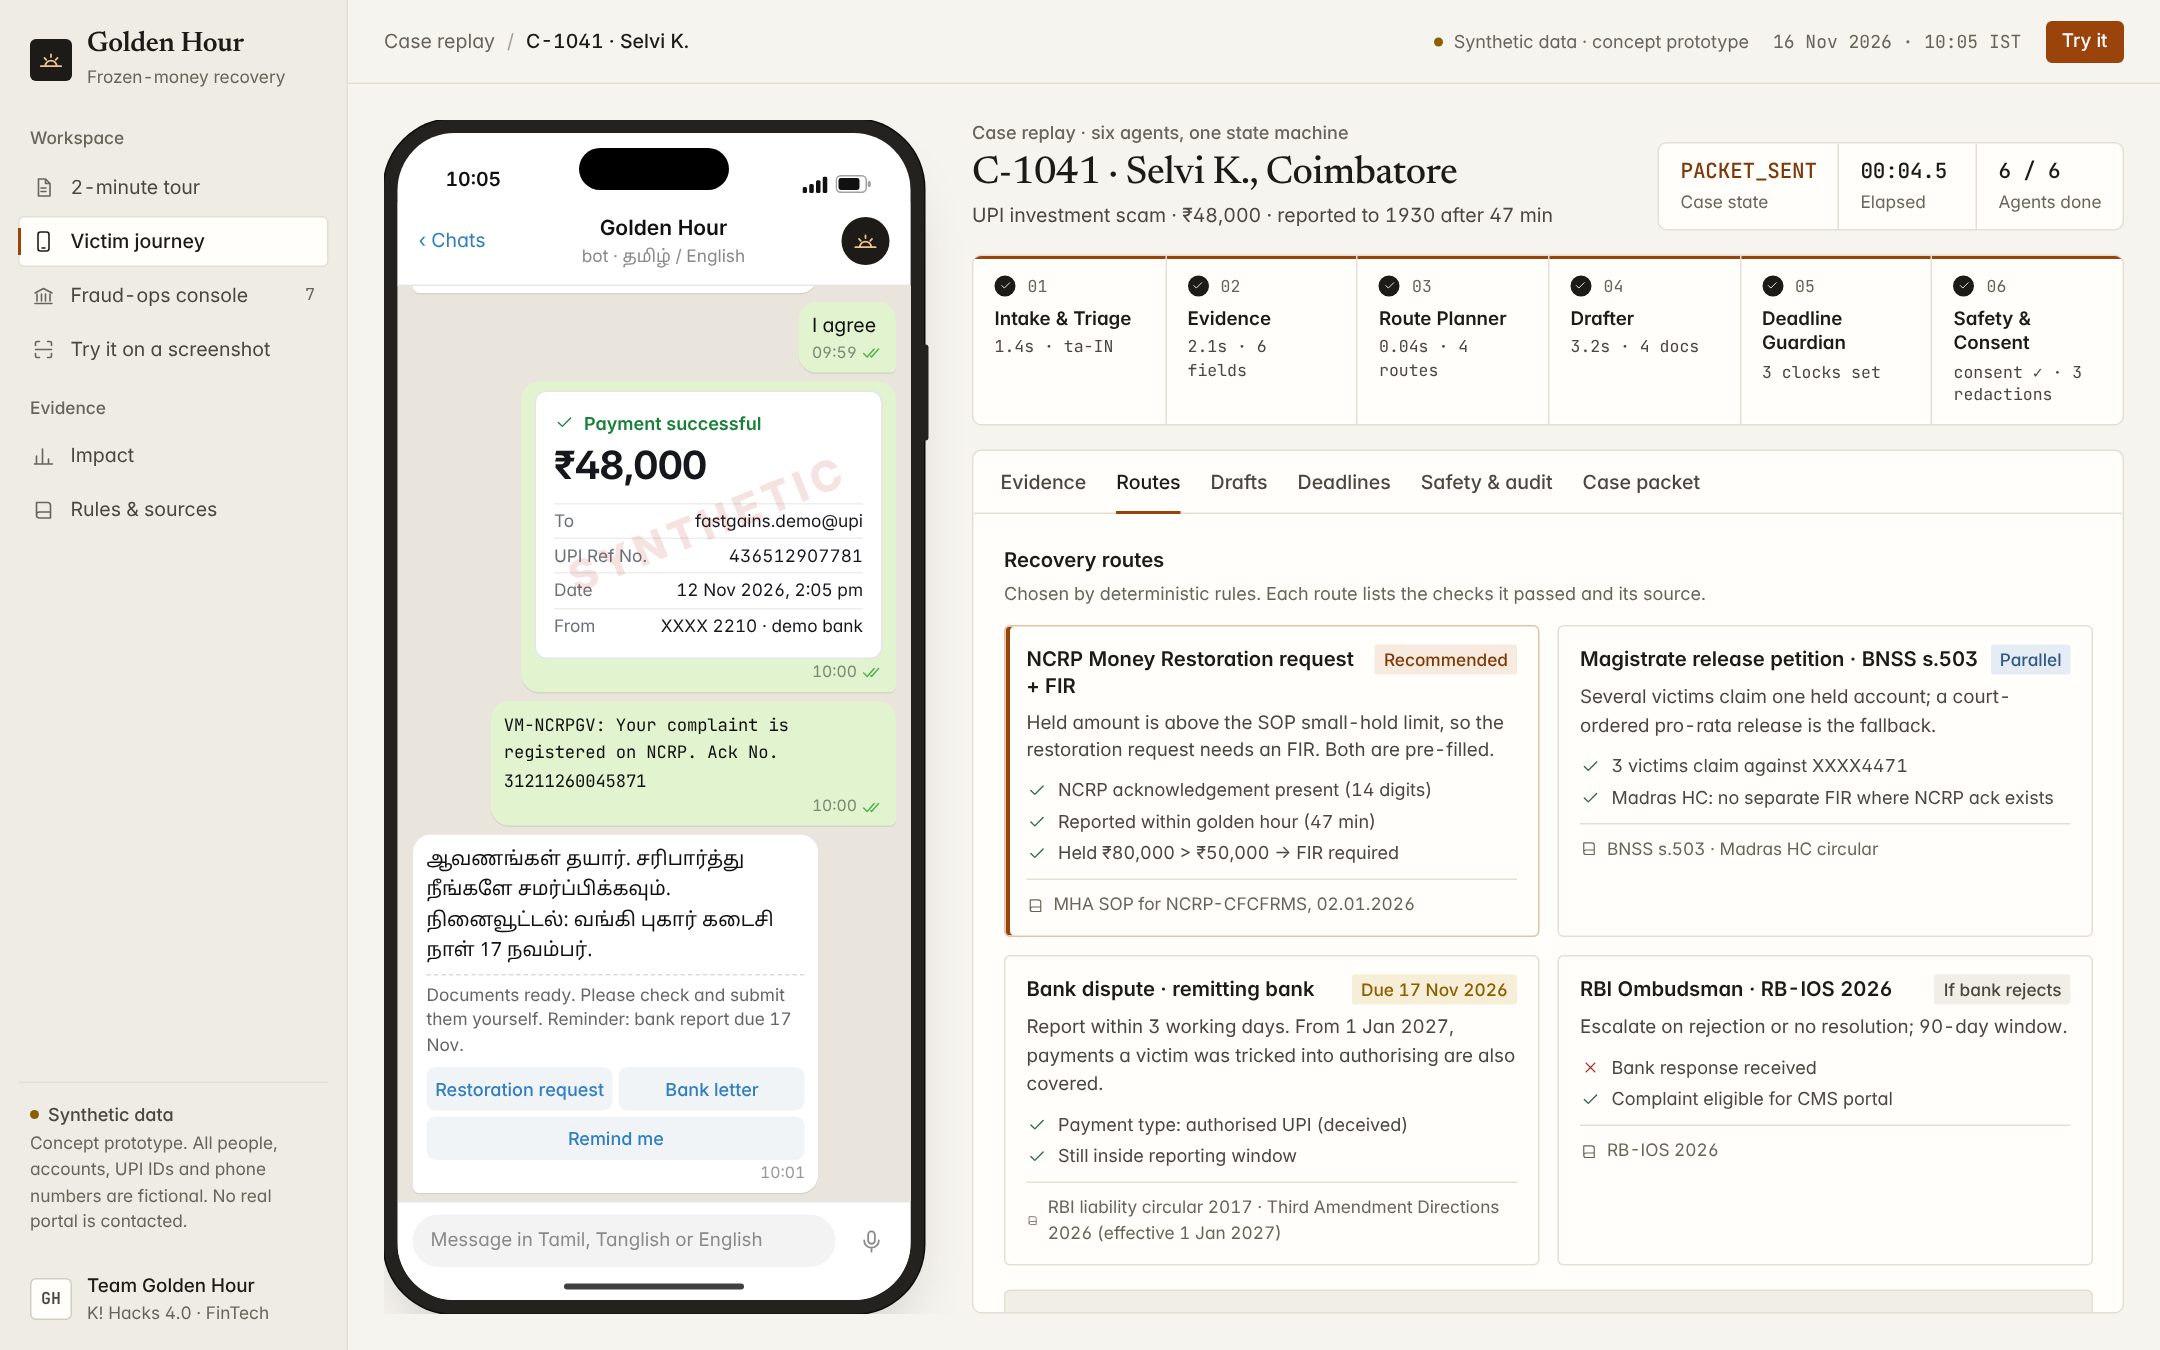 Golden Hour
Frozen-money recovery
Workspace
2-minute tour
Victim journey
Fraud-ops console 7
Try it on a screenshot
Evidence
Impact
Rules & sources
Synthetic data
Concept prototype. All people,
accounts, UPI IDs and phone
numbers are fictional. No real
portal is contacted.
GH
Team Golden Hour
K! Hacks 4.0 · FinTech
Case replay / C-1041 · Selvi K.
Synthetic data · concept prototype 16 Nov 2026 · 10:05 IST Try it
10:05
‹ Chats
Golden Hour
bot · தமிழ் / English
I agree
09:59
Payment successful
₹48,000
SYNTHETIC
To fastgains.demo@upi
UPI Ref No. 436512907781
Date 12 Nov 2026, 2:05 pm
From XXXX 2210 · demo bank
10:00
VM-NCRPGV: Your complaint is
registered on NCRP. Ack No.
31211260045871
10:00
ஆவணங்கள் தயார். சரிபார்த்து
நீங்களே சமர்ப்பிக்கவும்.
நினைவூட்டல்: வங்கி புகார் கடைசி
நாள் 17 நவம்பர்.
Documents ready. Please check and submit
them yourself. Reminder: bank report due 17
Nov.
Restoration request Bank letter
Remind me
10:01
Message in Tamil, Tanglish or English
Case replay · six agents, one state machine
C-1041 · Selvi K., Coimbatore
UPI investment scam · ₹48,000 · reported to 1930 after 47 min
PACKET_SENT 00:04.5 6 / 6
Case state Elapsed Agents done
01
Intake & Triage
1.4s · ta-IN
02
Evidence
2.1s · 6
fields
03
Route Planner
0.04s · 4
routes
04
Drafter
3.2s · 4 docs
05
Deadline
Guardian
3 clocks set
06
Safety &
Consent
consent ✓ · 3
redactions
Evidence Routes Drafts Deadlines Safety & audit Case packet
Recovery routes
Chosen by deterministic rules. Each route lists the checks it passed and its source.
NCRP Money Restoration request
+ FIR
Recommended
Held amount is above the SOP small-hold limit, so the
restoration request needs an FIR. Both are pre-filled.
NCRP acknowledgement present (14 digits)
Reported within golden hour (47 min)
Held ₹80,000 > ₹50,000 → FIR required
MHA SOP for NCRP-CFCFRMS, 02.01.2026
Magistrate release petition · BNSS s.503 Parallel
Several victims claim one held account; a court-
ordered pro-rata release is the fallback.
3 victims claim against XXXX4471
Madras HC: no separate FIR where NCRP ack exists
BNSS s.503 · Madras HC circular
Bank dispute · remitting bank Due 17 Nov 2026
Report within 3 working days. From 1 Jan 2027,
payments a victim was tricked into authorising are also
covered.
Payment type: authorised UPI (deceived)
Still inside reporting window
RBI liability circular 2017 · Third Amendment Directions
2026 (effective 1 Jan 2027)
RBI Ombudsman · RB-IOS 2026 If bank rejects
Escalate on rejection or no resolution; 90-day window.
Bank response received
Complaint eligible for CMS portal
RB-IOS 2026